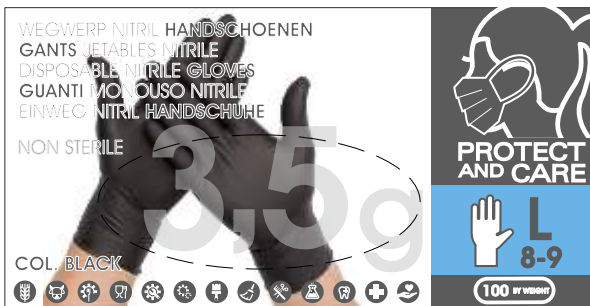 WEGWERP NITRIL HANDSCHOENEN
GANTS JETABLES NITRILE
DISPOSABLE NITRILE GLOVES
GUANTI MONOUSO NITRILE
EINWEG NITRIL HANDSCHUHE
NON STERILE
3,5g
COL. BLACK
PROTECT
AND CARE
L
8-9
100 BY WEIGHT